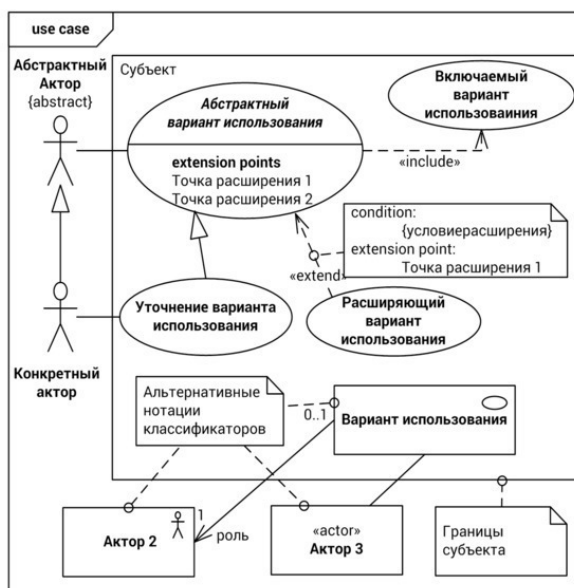 use case
Абстрактный
Актор
{abstract}
Субъект
Абстрактный
вариант использования
extension points
Точка расширения 1
Точка расширения 2
Включаемый
вариант
использоваиния
«include»
condition:
{условиерасширения}
extension point:
Точка расширения 1
«extend»
Уточнение варианта
использования
Расширяющий
вариант
использования
Конкретный
актор
Альтернативные
нотации
классификаторов
0..1
Вариант использования
1
Актор 2
роль
«actor»
Актор 3
Границы
субъекта